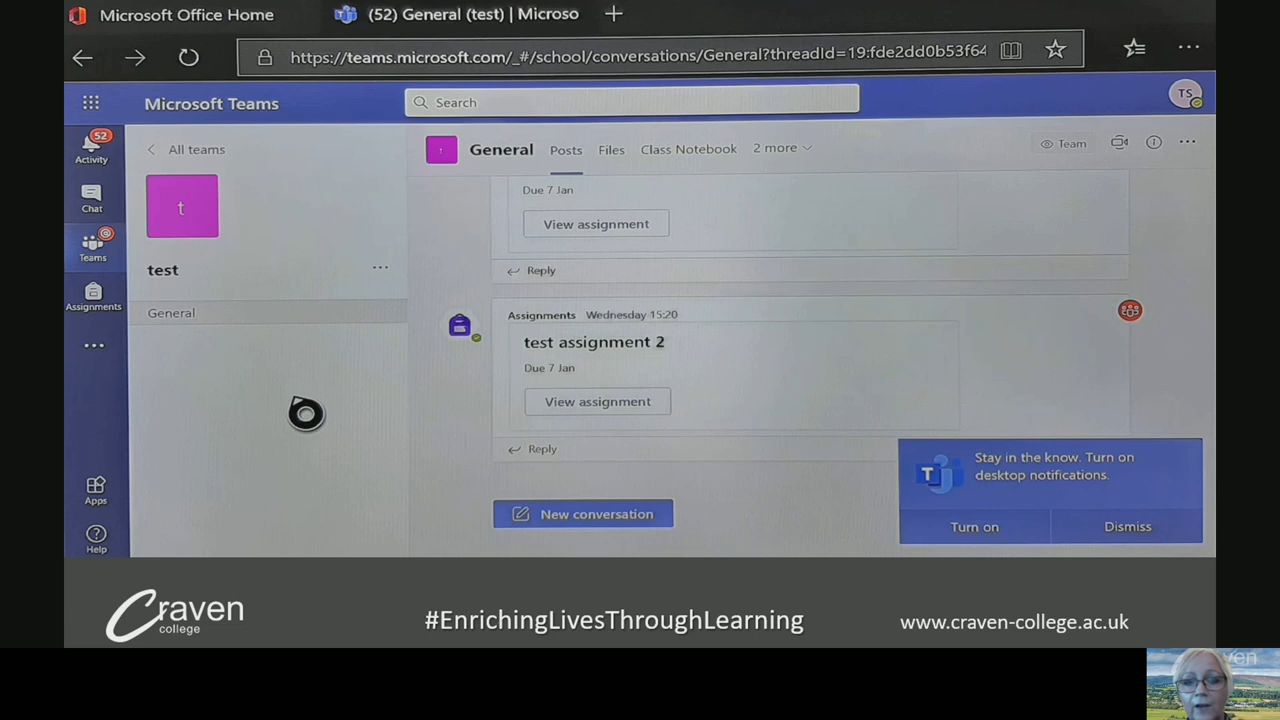 Microsoft Office Home
(52) General (test) | Microso
https://teams.microsoft.com/_#/school/conversations/General?threadId=19:fde2dd0b53f64
Microsoft Teams
Search
TS
52
Activity
Chat
Teams
Assignments
Apps
Help
All teams
t
test
General
General
Posts
Files
Class Notebook
2 more
Team
Due 7 Jan
View assignment
Reply
Assignments Wednesday 15:20
test assignment 2
Due 7 Jan
View assignment
Reply
New conversation
T
Stay in the know. Turn on
desktop notifications.
Turn on
Dismiss
Craven
college
#EnrichingLivesThroughLearning
www.craven-college.ac.uk